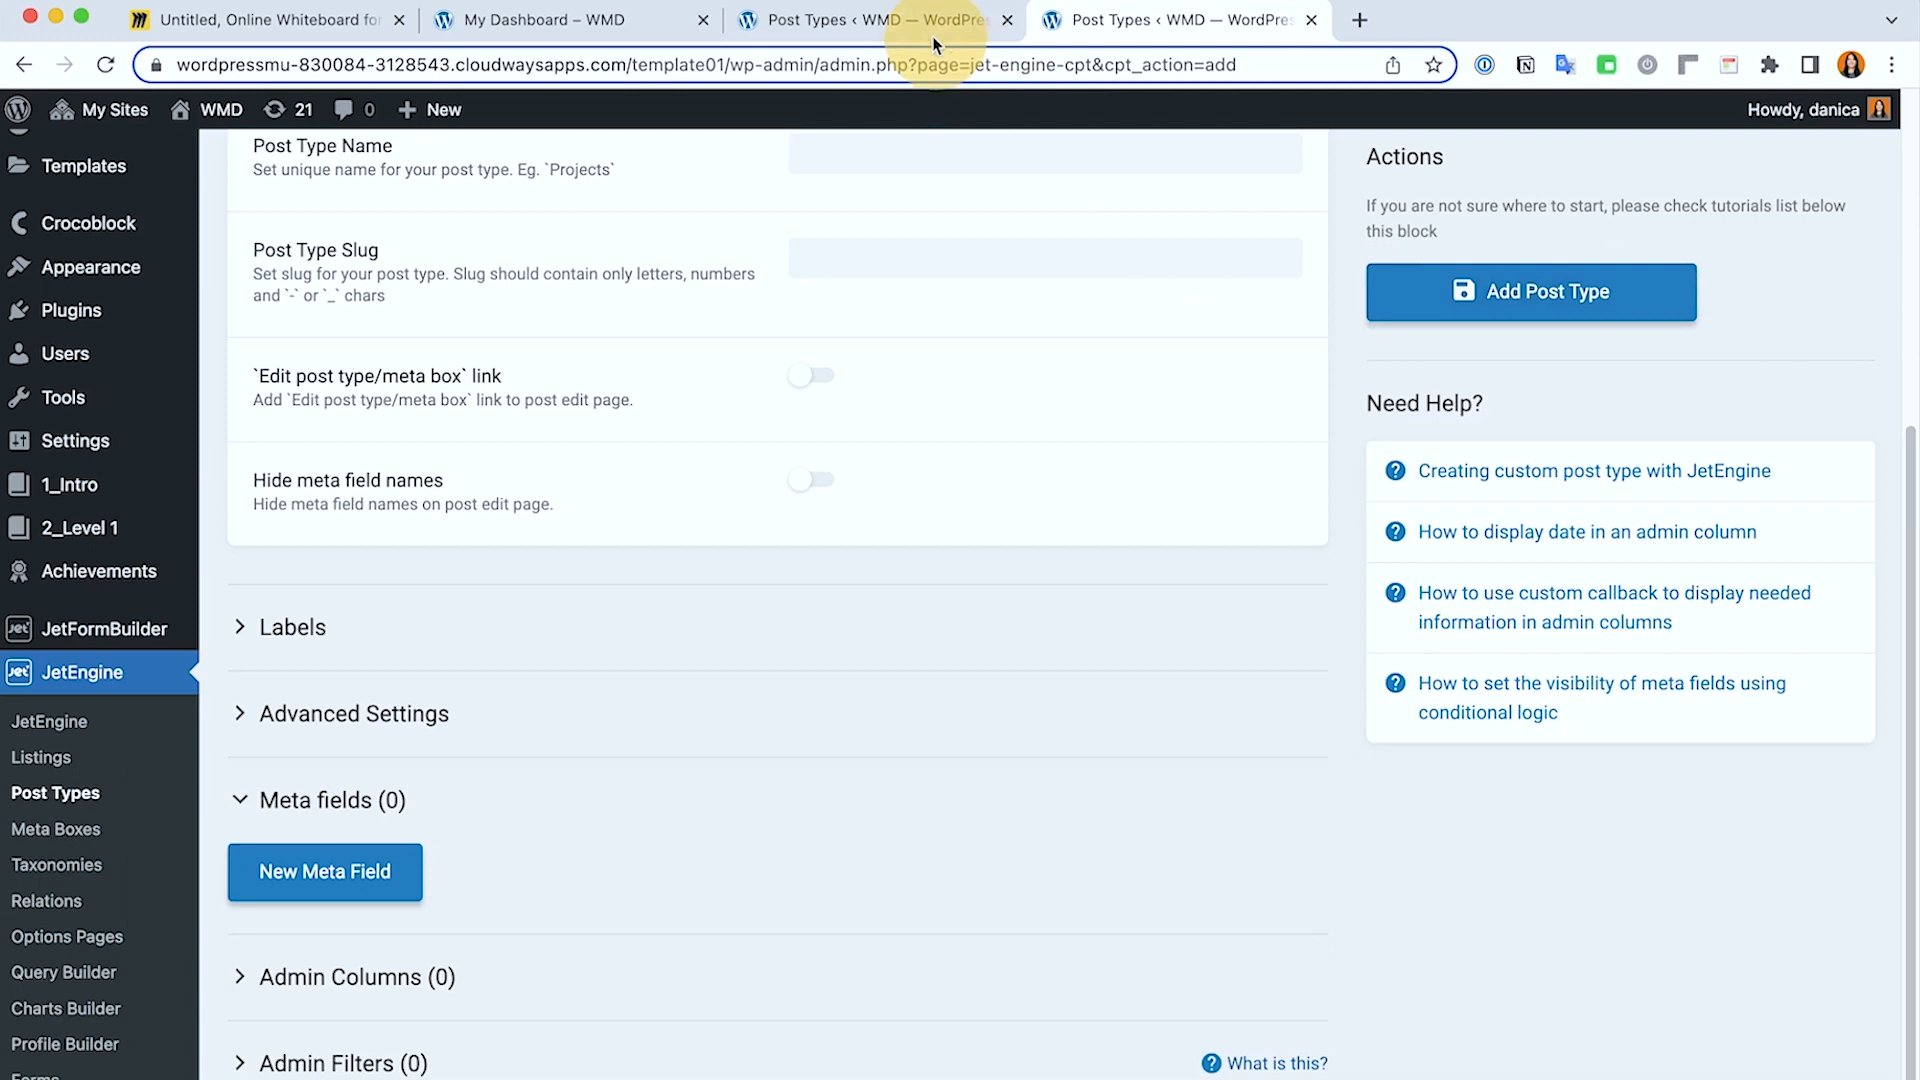 Untitled, Online Whiteboard for
My Dashboard – WMD
Post Types ‹ WMD — WordPres
Post Types ‹ WMD — WordPres
wordpressmu-830084-3128543.cloudwaysapps.com/template01/wp-admin/admin.php?page=jet-engine-cpt&cpt_action=add
My Sites
WMD
21
0
New
Howdy, danica
Templates
Crocoblock
Appearance
Plugins
Users
Tools
Settings
1_Intro
2_Level 1
Achievements
JetFormBuilder
JetEngine
JetEngine
Listings
Post Types
Meta Boxes
Taxonomies
Relations
Options Pages
Query Builder
Charts Builder
Profile Builder
Forms
Post Type Name
Set unique name for your post type. Eg. `Projects`
Post Type Slug
Set slug for your post type. Slug should contain only letters, numbers
and `-` or `_` chars
`Edit post type/meta box` link
Add `Edit post type/meta box` link to post edit page.
Hide meta field names
Hide meta field names on post edit page.
Labels
Advanced Settings
Meta fields (0)
New Meta Field
Admin Columns (0)
Admin Filters (0)
What is this?
Actions
If you are not sure where to start, please check tutorials list below
this block
Add Post Type
Need Help?
Creating custom post type with JetEngine
How to display date in an admin column
How to use custom callback to display needed
information in admin columns
How to set the visibility of meta fields using
conditional logic